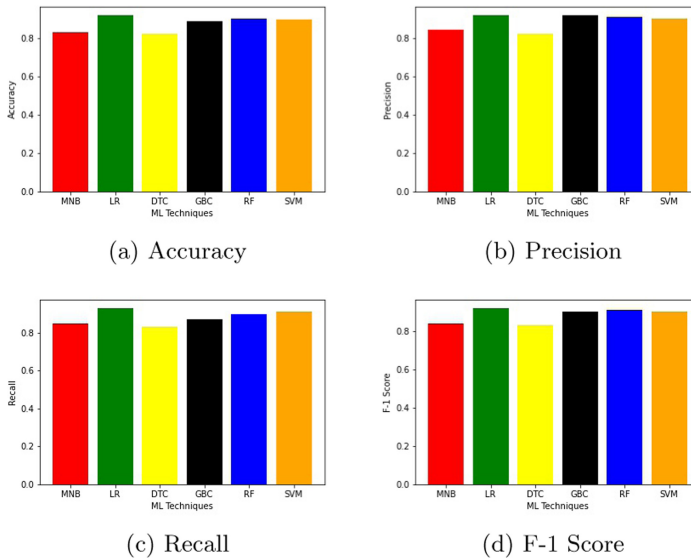 Accuracy
0.8
0.6
0.4
0.2
0.0
MNB LR DTC GBC RF SVM
ML Techniques
(a) Accuracy
Precision
0.8
0.6
0.4
0.2
0.0
MNB LR DTC GBC RF SVM
ML Techniques
(b) Precision
Recall
0.8
0.6
0.4
0.2
0.0
MNB LR DTC GBC RF SVM
ML Techniques
(c) Recall
F-1 Score
0.8
0.6
0.4
0.2
0.0
MNB LR DTC GBC RF SVM
ML Techniques
(d) F-1 Score